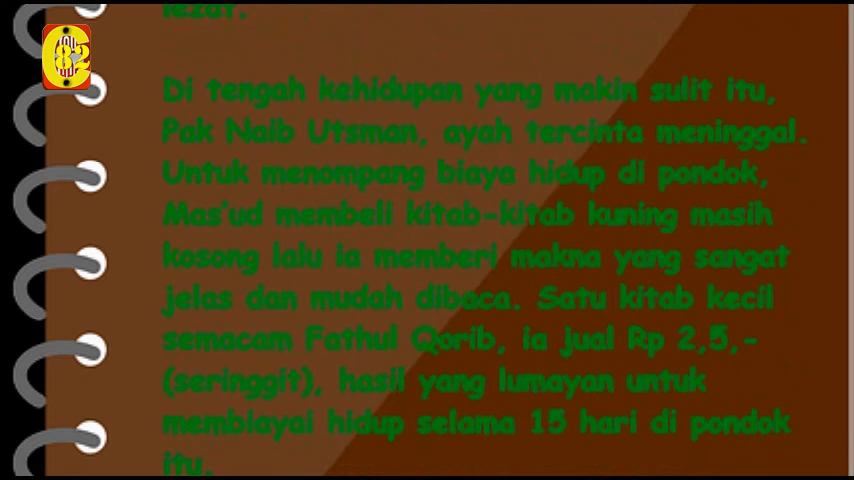 lezat.
Di tengah kehidupan yang makin sulit itu,
Pak Naib Utsman, ayah tercinta meninggal.
Untuk menompang biaya hidup di pondok,
Mas'ud membeli kitab-kitab kuning masih
kosong lalu ia memberi makna yang sangat
jelas dan mudah dibaca. Satu kitab kecil
semacam Fathul Qorib, ia jual Rp 2,5,-
(seringgit), hasil yang lumayan untuk
membiayai hidup selama 15 hari di pondok
itu.